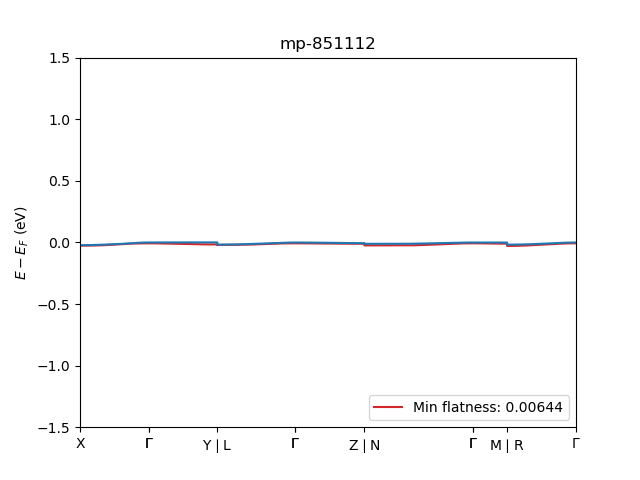 mp-851112
1.5
1.0
0.5
0.0
−0.5
−1.0
−1.5
E − E_F (eV)
Min flatness: 0.00644
X Γ Y | L Γ Z | N Γ M | R Γ